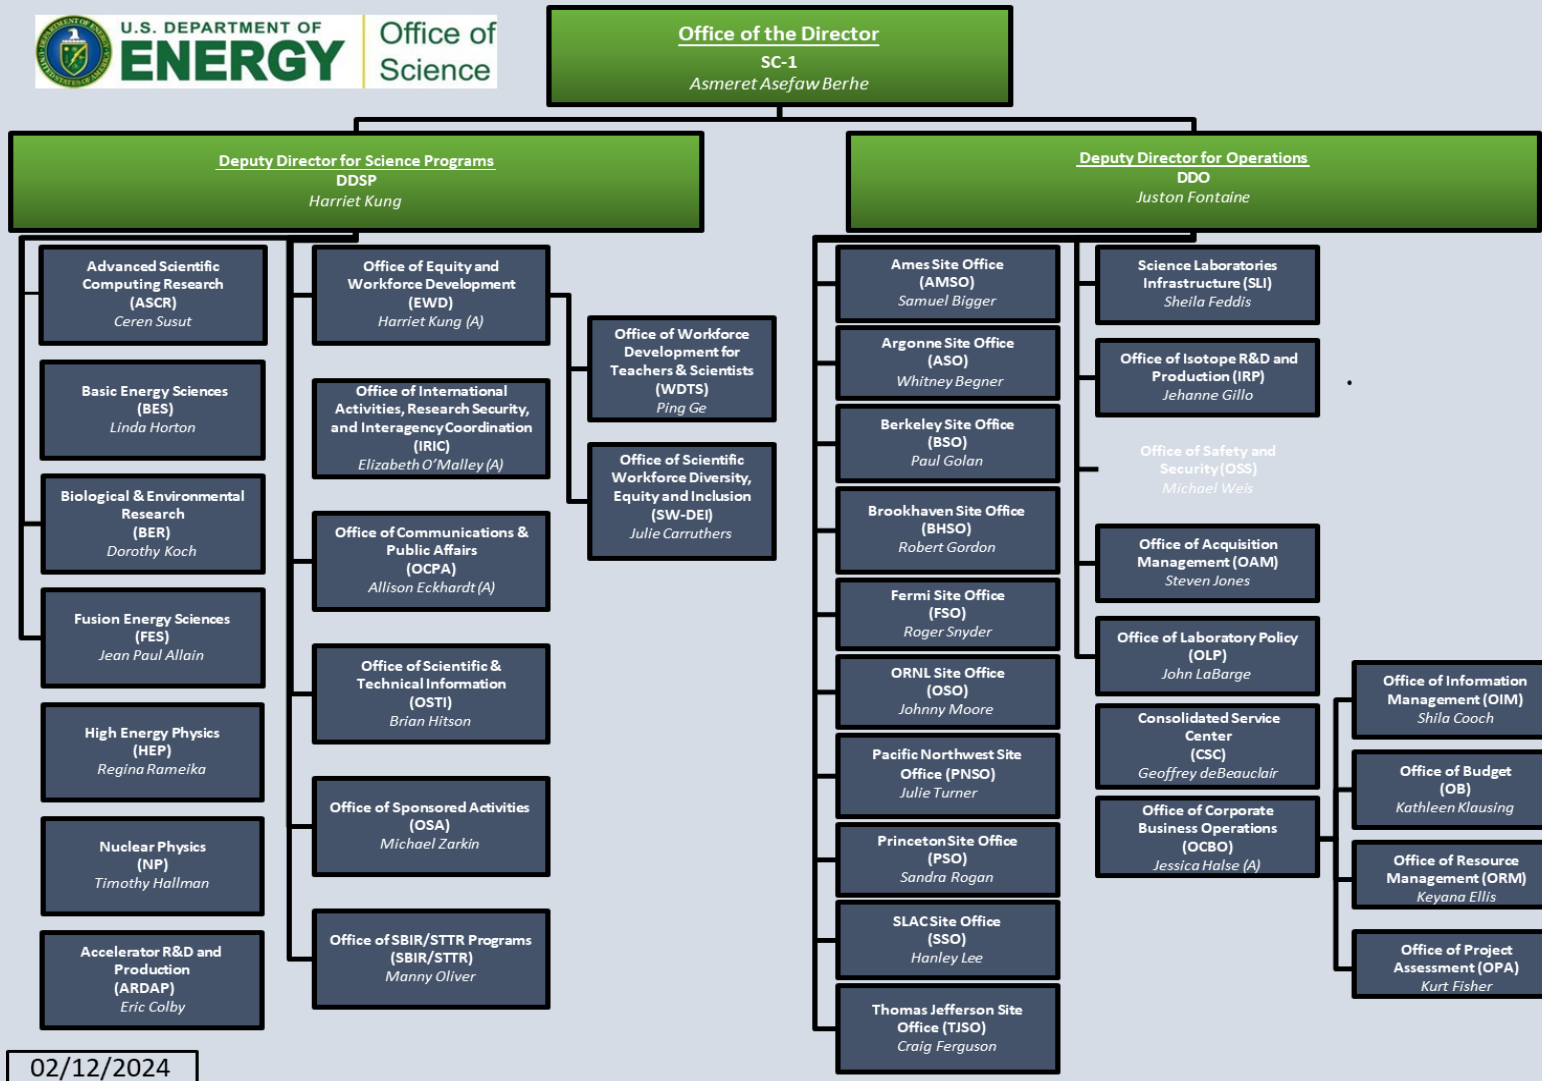 U.S. DEPARTMENT OF
ENERGY
Office of
Science
Office of the Director
SC-1
Asmeret Asefaw Berhe
Deputy Director for Science Programs
DDSP
Harriet Kung
Deputy Director for Operations
DDO
Juston Fontaine
Advanced Scientific
Computing Research
(ASCR)
Ceren Susut
Basic Energy Sciences
(BES)
Linda Horton
Biological & Environmental
Research
(BER)
Dorothy Koch
Fusion Energy Sciences
(FES)
Jean Paul Allain
High Energy Physics
(HEP)
Regina Rameika
Nuclear Physics
(NP)
Timothy Hallman
Accelerator R&D and
Production
(ARDAP)
Eric Colby
Office of Equity and
Workforce Development
(EWD)
Harriet Kung (A)
Office of International
Activities, Research Security,
and Interagency Coordination
(IRIC)
Elizabeth O’Malley (A)
Office of Communications &
Public Affairs
(OCPA)
Allison Eckhardt (A)
Office of Scientific &
Technical Information
(OSTI)
Brian Hitson
Office of Sponsored Activities
(OSA)
Michael Zarkin
Office of SBIR/STTR Programs
(SBIR/STTR)
Manny Oliver
Office of Workforce
Development for
Teachers & Scientists
(WDTS)
Ping Ge
Office of Scientific
Workforce Diversity,
Equity and Inclusion
(SW-DEI)
Julie Carruthers
Ames Site Office
(AMSO)
Samuel Bigger
Argonne Site Office
(ASO)
Whitney Begner
Berkeley Site Office
(BSO)
Paul Golan
Brookhaven Site Office
(BHSO)
Robert Gordon
Fermi Site Office
(FSO)
Roger Snyder
ORNL Site Office
(OSO)
Johnny Moore
Pacific Northwest Site
Office (PNSO)
Julie Turner
Princeton Site Office
(PSO)
Sandra Rogan
SLAC Site Office
(SSO)
Hanley Lee
Thomas Jefferson Site
Office (TJSO)
Craig Ferguson
Science Laboratories
Infrastructure (SLI)
Sheila Feddis
Office of Isotope R&D and
Production (IRP)
Jehanne Gillo
Office of Safety and
Security (OSS)
Michael Weis
Office of Acquisition
Management (OAM)
Steven Jones
Office of Laboratory Policy
(OLP)
John LaBarge
Consolidated Service
Center
(CSC)
Geoffrey deBeauclair
Office of Corporate
Business Operations
(OCBO)
Jessica Halse (A)
Office of Information
Management (OIM)
Shila Cooch
Office of Budget
(OB)
Kathleen Klausing
Office of Resource
Management (ORM)
Keyana Ellis
Office of Project
Assessment (OPA)
Kurt Fisher
02/12/2024